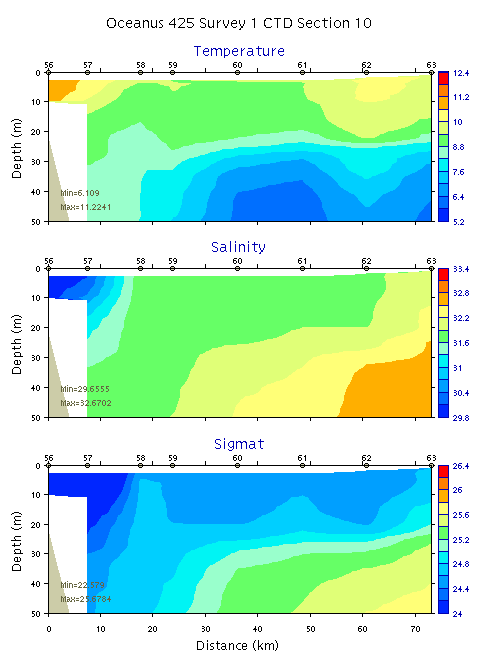 Oceanus 425 Survey 1 CTD Section 10
Temperature
56 57 58 59 60 61 62 63
0
10
20
30
40
50
Depth (m)
Min=6.109
Max=11.2241
12.4
11.2
10
8.8
7.6
6.4
5.2
Salinity
56 57 58 59 60 61 62 63
0
10
20
30
40
50
Depth (m)
Min=29.6555
Max=32.6702
33.4
32.8
32.2
31.6
31
30.4
29.8
Sigmat
56 57 58 59 60 61 62 63
0
10
20
30
40
50
Depth (m)
Max=25.6784
26.4
26
25.6
25.2
24.8
24.4
24
0 10 20 30 40 50 60 70
Distance (km)